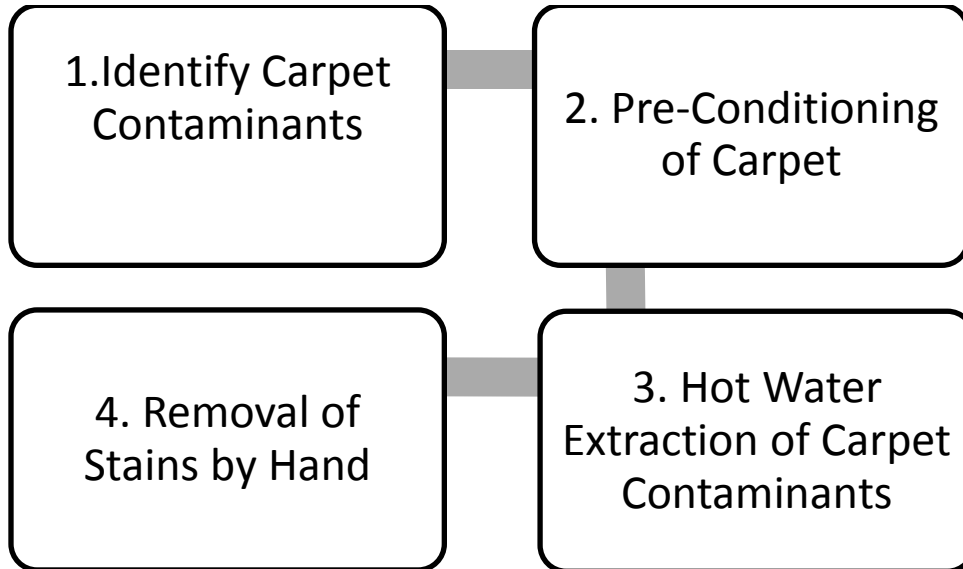 1.Identify Carpet
Contaminants
2. Pre-Conditioning
of Carpet
3. Hot Water
Extraction of Carpet
Contaminants
4. Removal of
Stains by Hand